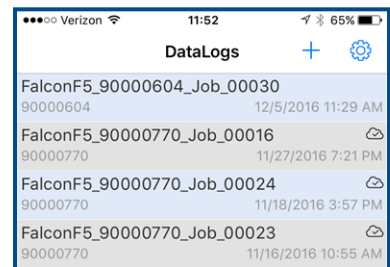 Verizon 11:52 65%
DataLogs
FalconF5_90000604_Job_00030
90000604 12/5/2016 11:29 AM
FalconF5_90000770_Job_00016
90000770 11/27/2016 7:21 PM
FalconF5_90000770_Job_00024
90000770 11/18/2016 3:57 PM
FalconF5_90000770_Job_00023
90000770 11/16/2016 10:55 AM